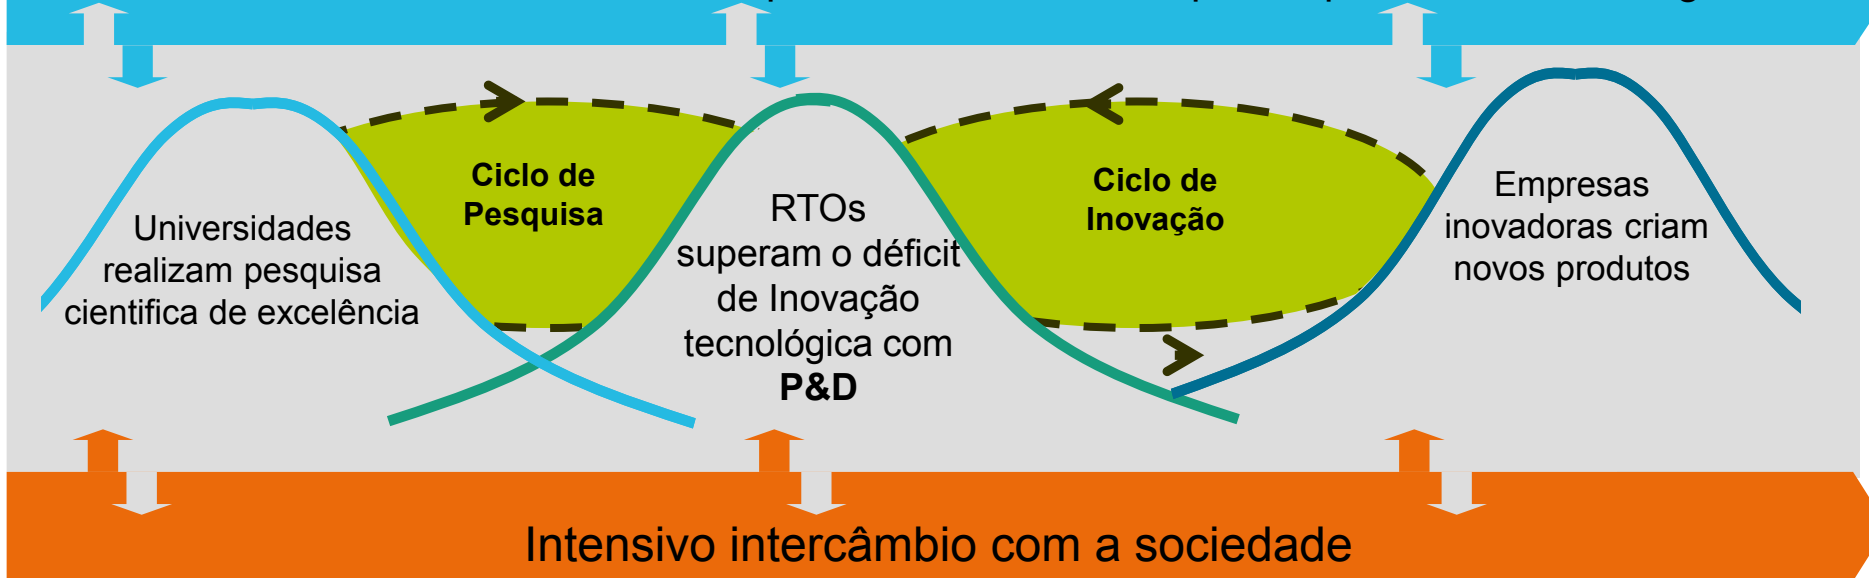 Universidades
realizam pesquisa
cientifica de excelência
Ciclo de
Pesquisa
RTOs
superam o déficit
de Inovação
tecnológica com
P&D
Ciclo de
Inovação
Empresas
inovadoras criam
novos produtos
Intensivo intercâmbio com a sociedade